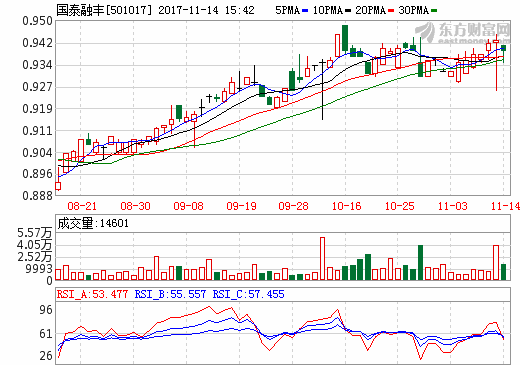 国泰融丰[501017] 2017-11-14 15:42 5PMA 10PMA 20PMA 30PMA
东方财富网
eastmoney.com
0.950
0.942
0.934
0.927
0.919
0.911
0.904
0.896
0.888
08-21 08-30 09-08 09-19 09-28 10-16 10-25 11-03 11-14
成交量:14601
5.57万
4.05万
2.52万
9993
0
RSI_A:53.477 RSI_B:55.557 RSI_C:57.455
96
61
26